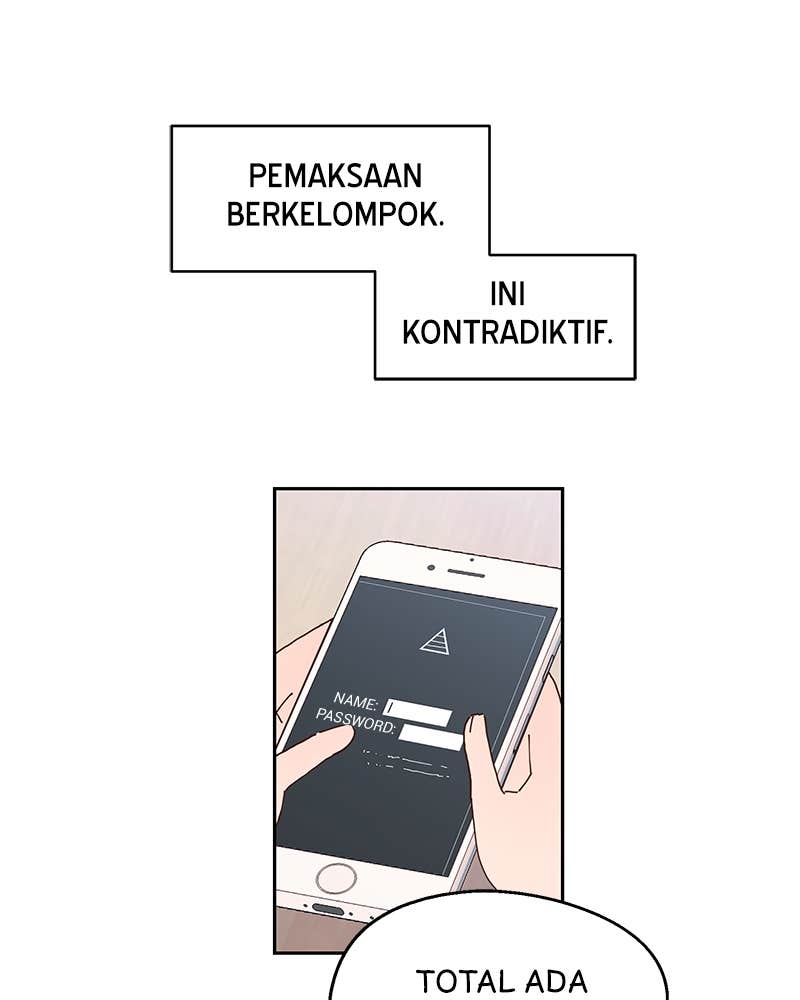 PEMAKSAAN
BERKELOMPOK.
INI
KONTRADIKTIF.
NAME:
PASSWORD:
TOTAL ADA